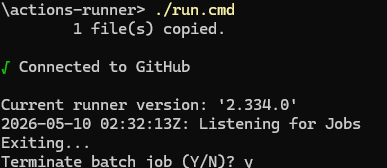 \actions-runner> ./run.cmd
        1 file(s) copied.
√ Connected to GitHub
Current runner version: '2.334.0'
2026-05-10 02:32:13Z: Listening for Jobs
Exiting...
Terminate batch job (Y/N)? y